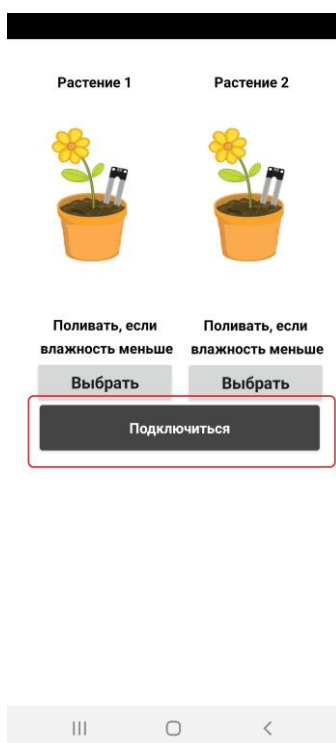 Растение 1 Растение 2
Поливать, если Поливать, если
влажность меньше влажность меньше
Выбрать Выбрать
Подключиться